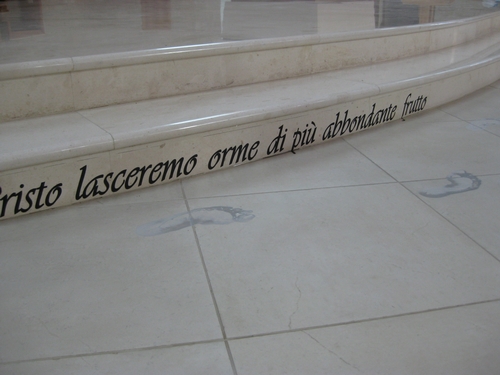 risto lasceremo orme di più abbondante frutto